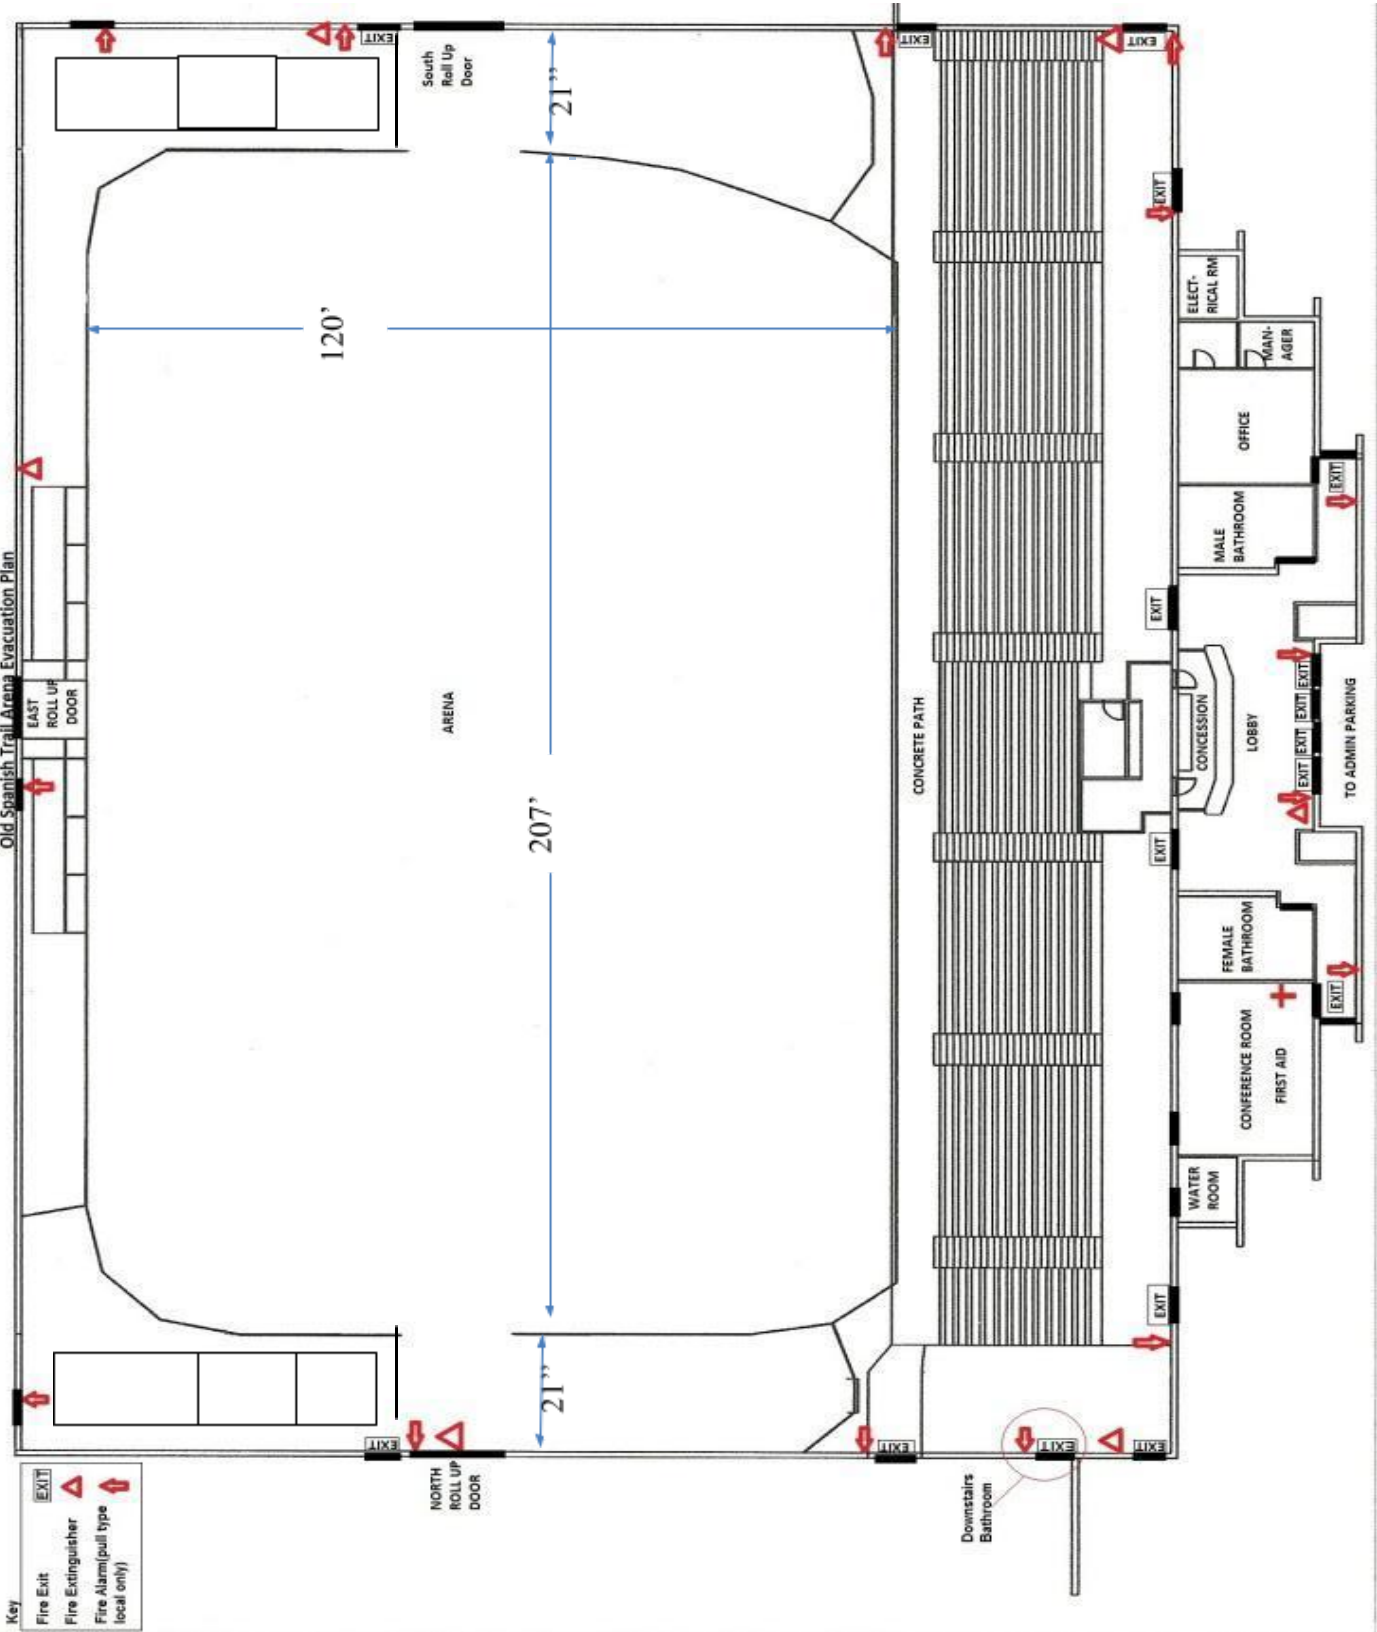 Old Spanish Trail Arena Evacuation Plan
EXIT
South
Roll Up
Door
21’’
EXIT
EXIT
EXIT
120’
ELECT-
RICAL RM
MAN-
AGER
OFFICE
EXIT
MALE
BATHROOM
EXIT
EAST
ROLL UP
DOOR
ARENA
207’
CONCRETE PATH
CONCESSION
LOBBY
EXIT
EXIT
EXIT
EXIT
TO ADMIN PARKING
EXIT
FEMALE
BATHROOM
EXIT
CONFERENCE ROOM
FIRST AID
WATER
ROOM
EXIT
21’’
EXIT
NORTH
ROLL UP
DOOR
EXIT
EXIT
EXIT
Downstairs
Bathroom
Key
Fire Exit EXIT
Fire Extinguisher
Fire Alarm(pull type
local only)